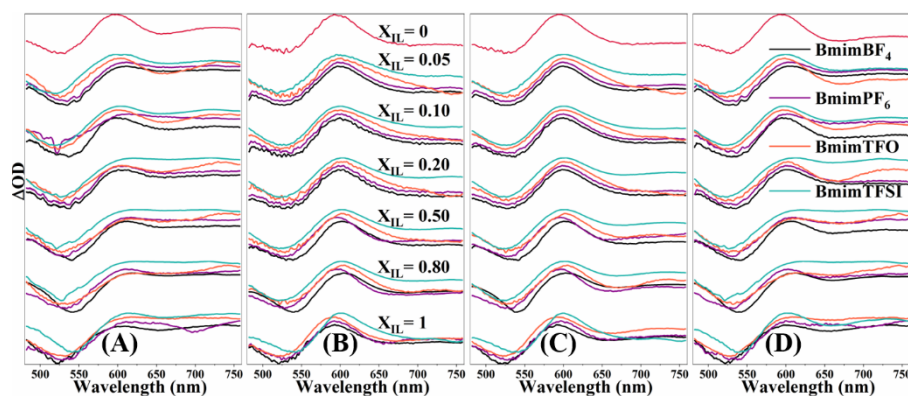 ΔOD
X_IL= 0
X_IL= 0.05
X_IL= 0.10
X_IL= 0.20
X_IL= 0.50
X_IL= 0.80
X_IL= 1
BmimBF₄
BmimPF₆
BmimTFO
BmimTFSI
(A) (B) (C) (D)
500 550 600 650 700 750 500 550 600 650 700 750 500 550 600 650 700 750 500 550 600 650 700 750
Wavelength (nm) Wavelength (nm) Wavelength (nm) Wavelength (nm)